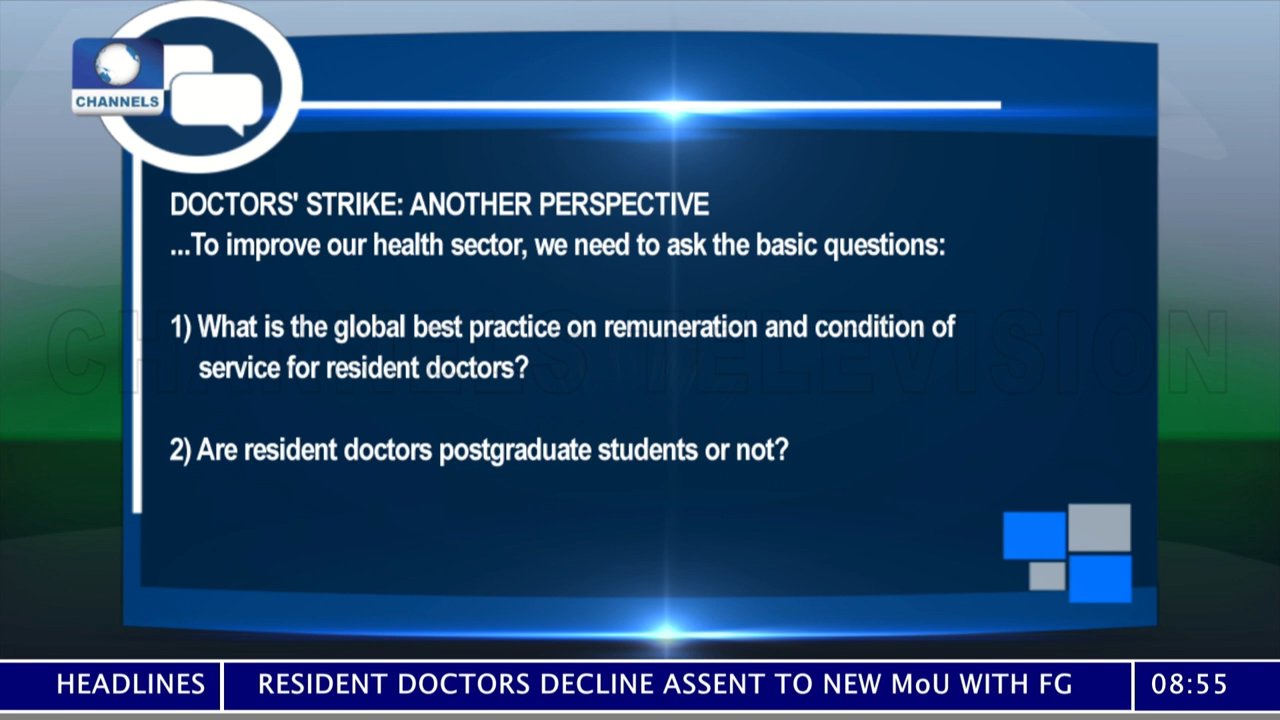 CHANNELS
DOCTORS' STRIKE: ANOTHER PERSPECTIVE
...To improve our health sector, we need to ask the basic questions:
1) What is the global best practice on remuneration and condition of
service for resident doctors?
CHANNELS TELEVISION
2) Are resident doctors postgraduate students or not?
HEADLINES
RESIDENT DOCTORS DECLINE ASSENT TO NEW MoU WITH FG
08:55